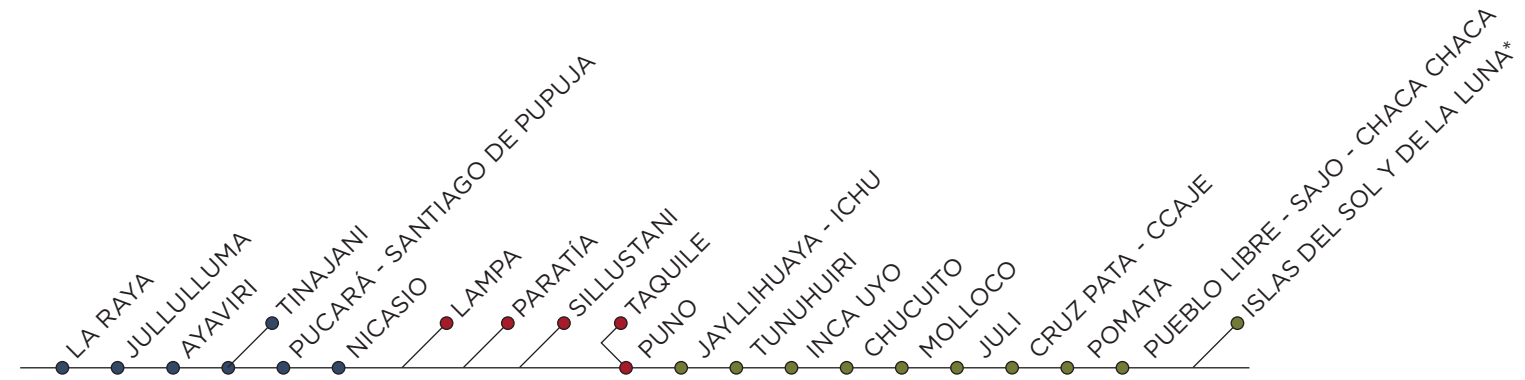 LA RAYA
JULLULLUMA
AYAVIRI
TINAJANI
PUCARÁ - SANTIAGO DE PUPUJA
NICASIO
LAMPA
PARATÍA
SILLUSTANI
TAQUILE
PUNO
JAYLLIHUAYA - ICHU
TUNUHUIRI
INCA UYO
CHUCUITO
MOLLOCO
JULI
CRUZ PATA - CCAJE
POMATA
PUEBLO LIBRE - SAJO - CHACA CHACA
ISLAS DEL SOL Y DE LA LUNA*